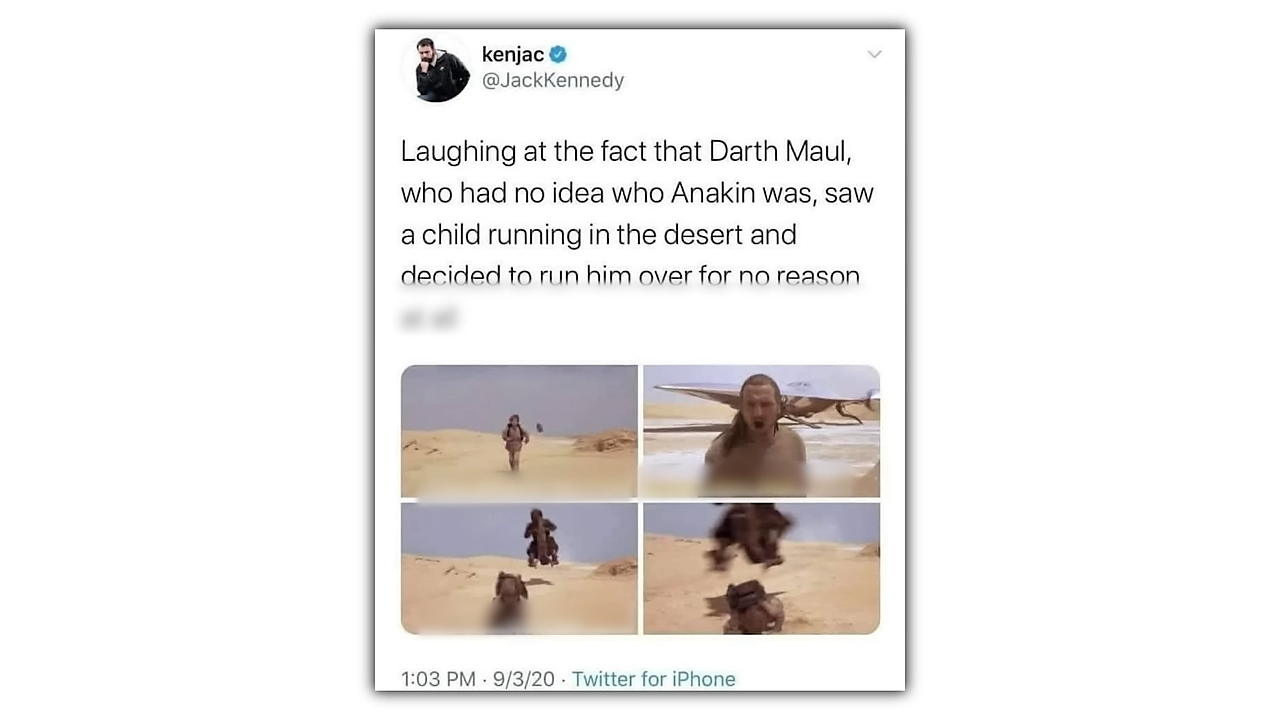 kenjac
@JackKennedy
Laughing at the fact that Darth Maul,
who had no idea who Anakin was, saw
a child running in the desert and
decided to run him over for no reason
1:03 PM · 9/3/20 · Twitter for iPhone